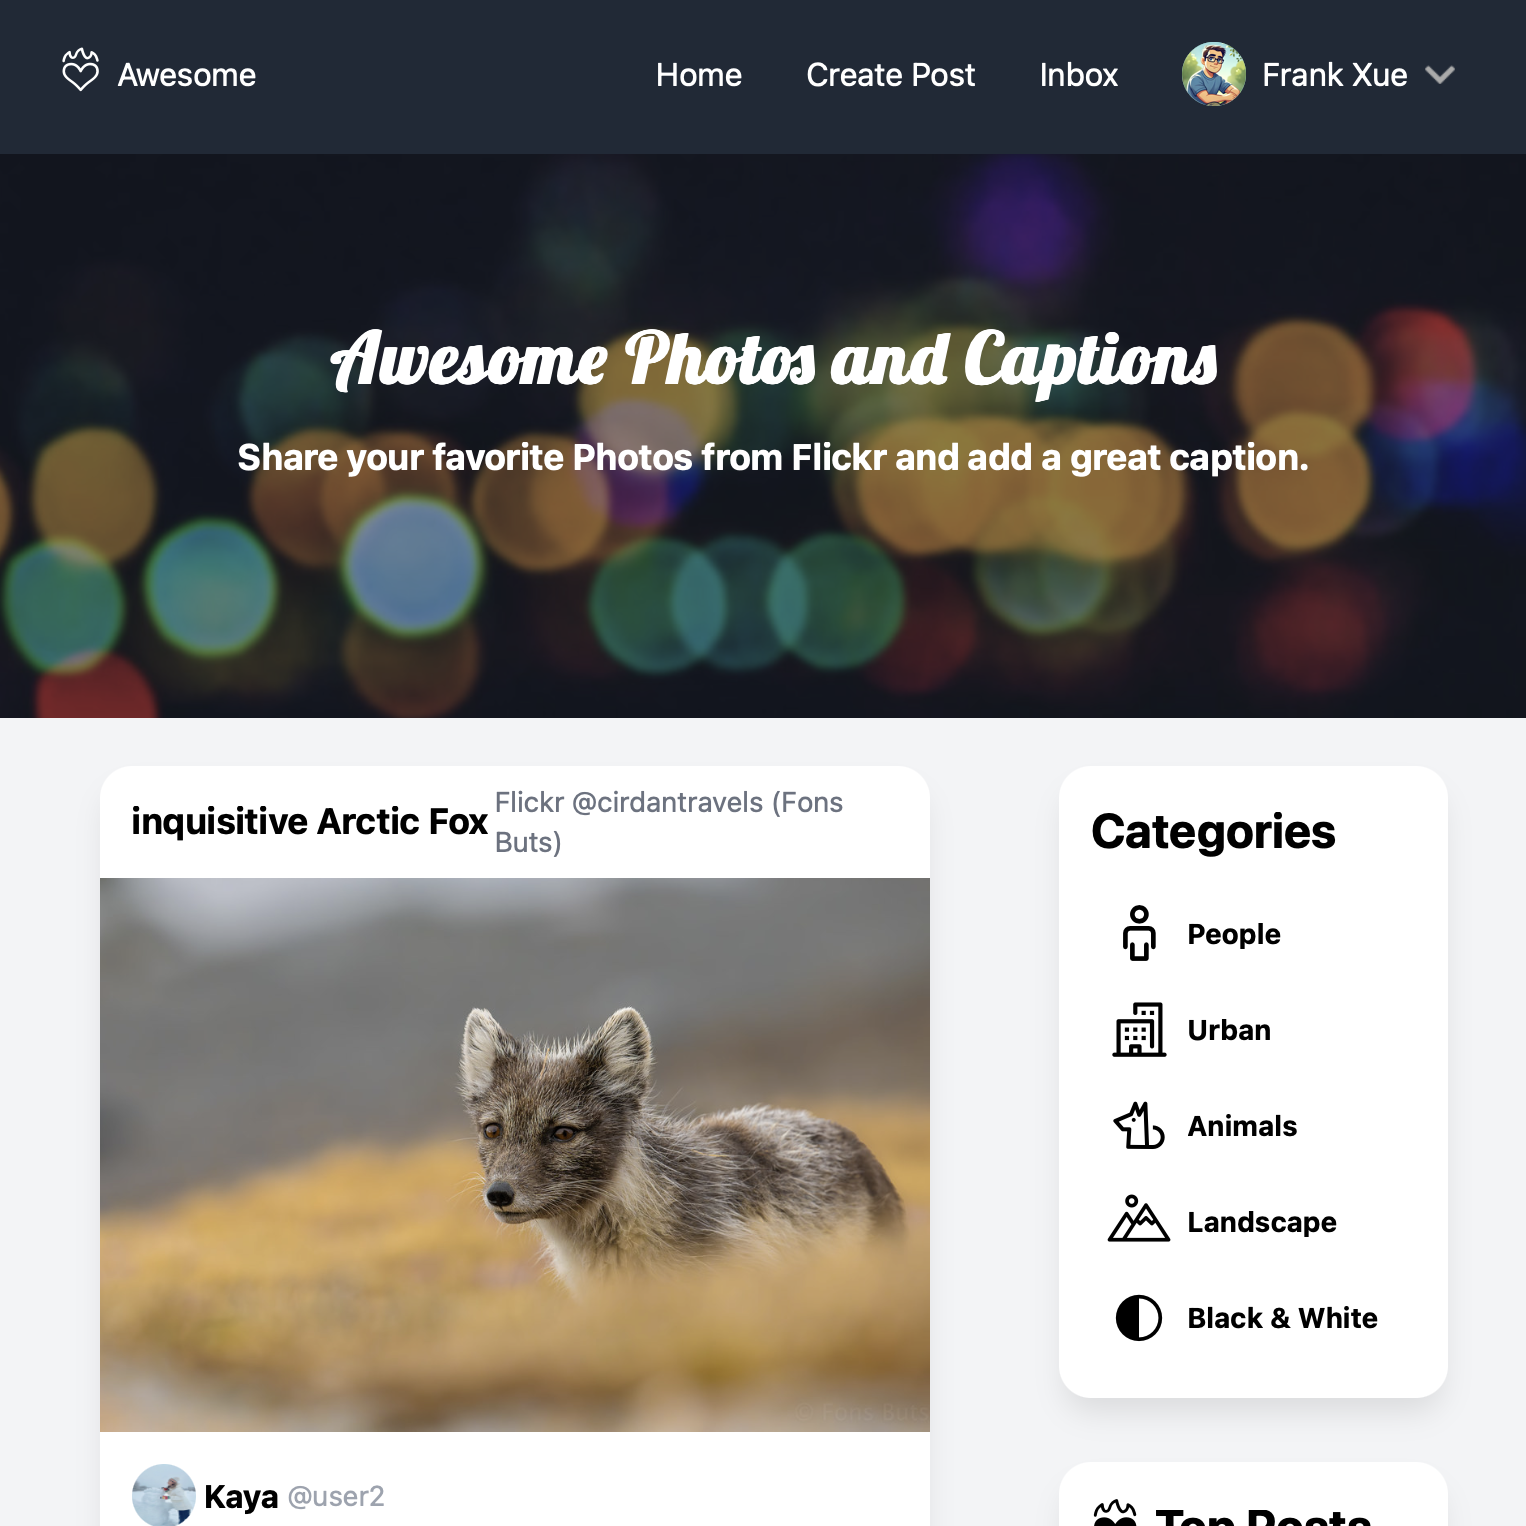 Awesome
Home
Create Post
Inbox
Frank Xue
Awesome Photos and Captions
Share your favorite Photos from Flickr and add a great caption.
inquisitive Arctic Fox
Flickr @cirdantravels (Fons
Buts)
© Fons Buts
Kaya @user2
Categories
People
Urban
Animals
Landscape
Black & White
Top Posts